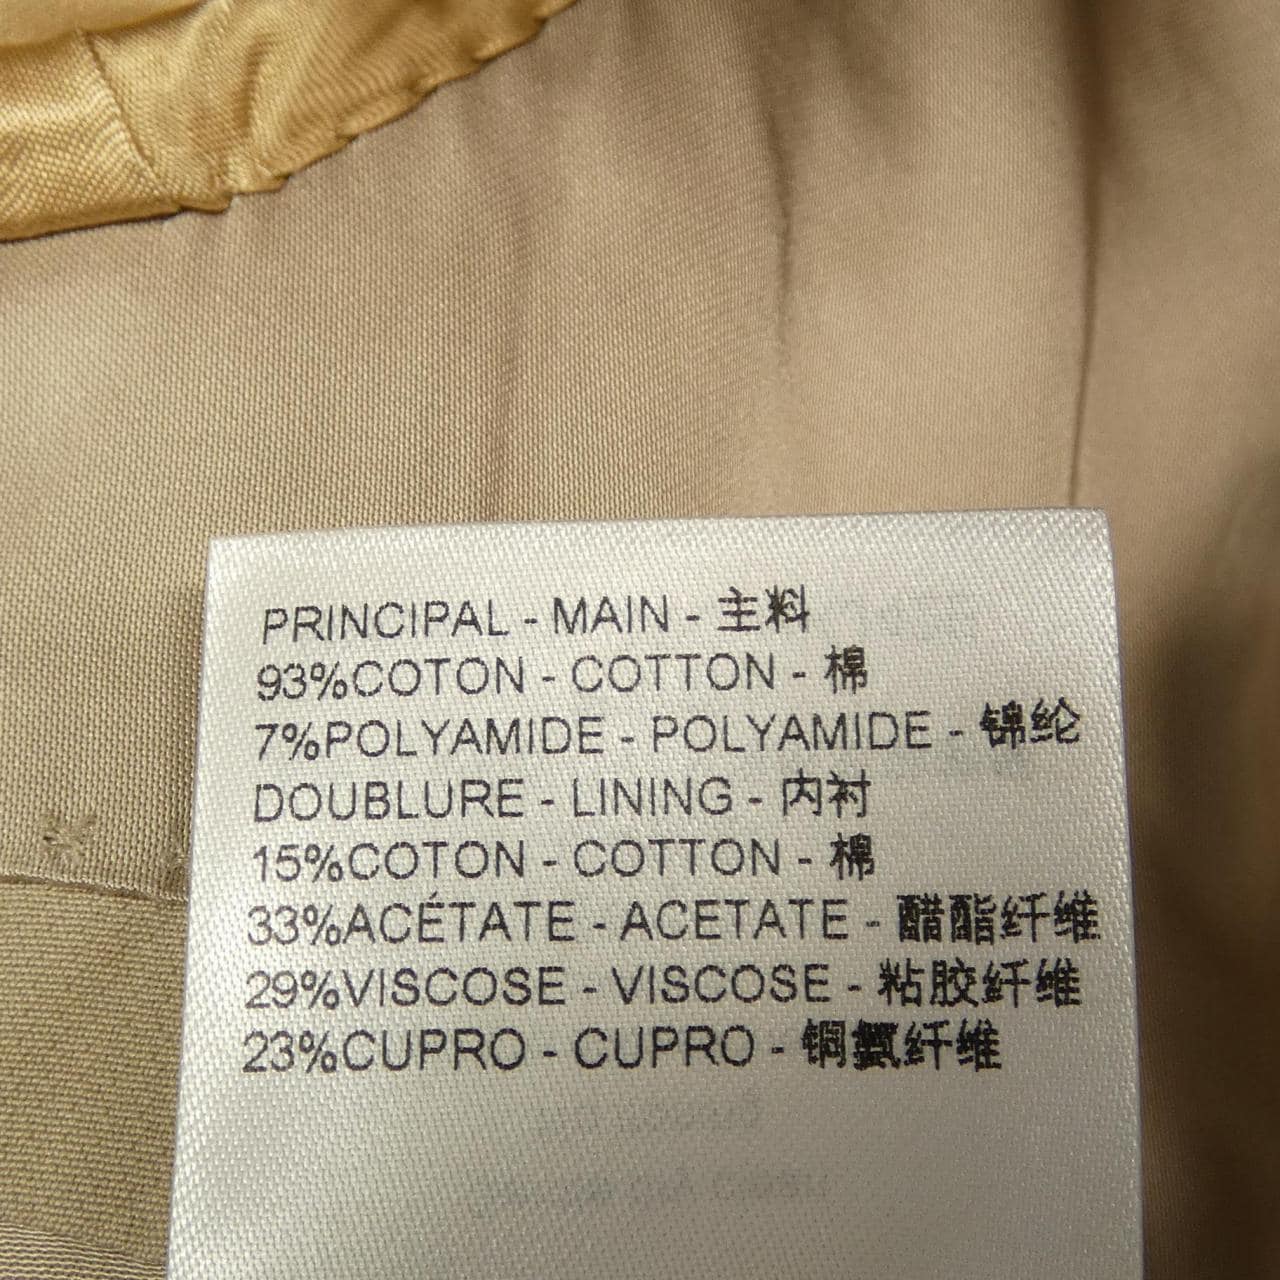 PRINCIPAL - MAIN - 主料
93%COTON - COTTON - 棉
7%POLYAMIDE - POLYAMIDE - 锦纶
DOUBLURE - LINING - 内衬
15%COTON - COTTON - 棉
33%ACÉTATE - ACETATE - 醋酯纤维
29%VISCOSE - VISCOSE - 粘胶纤维
23%CUPRO - CUPRO - 铜氨纤维